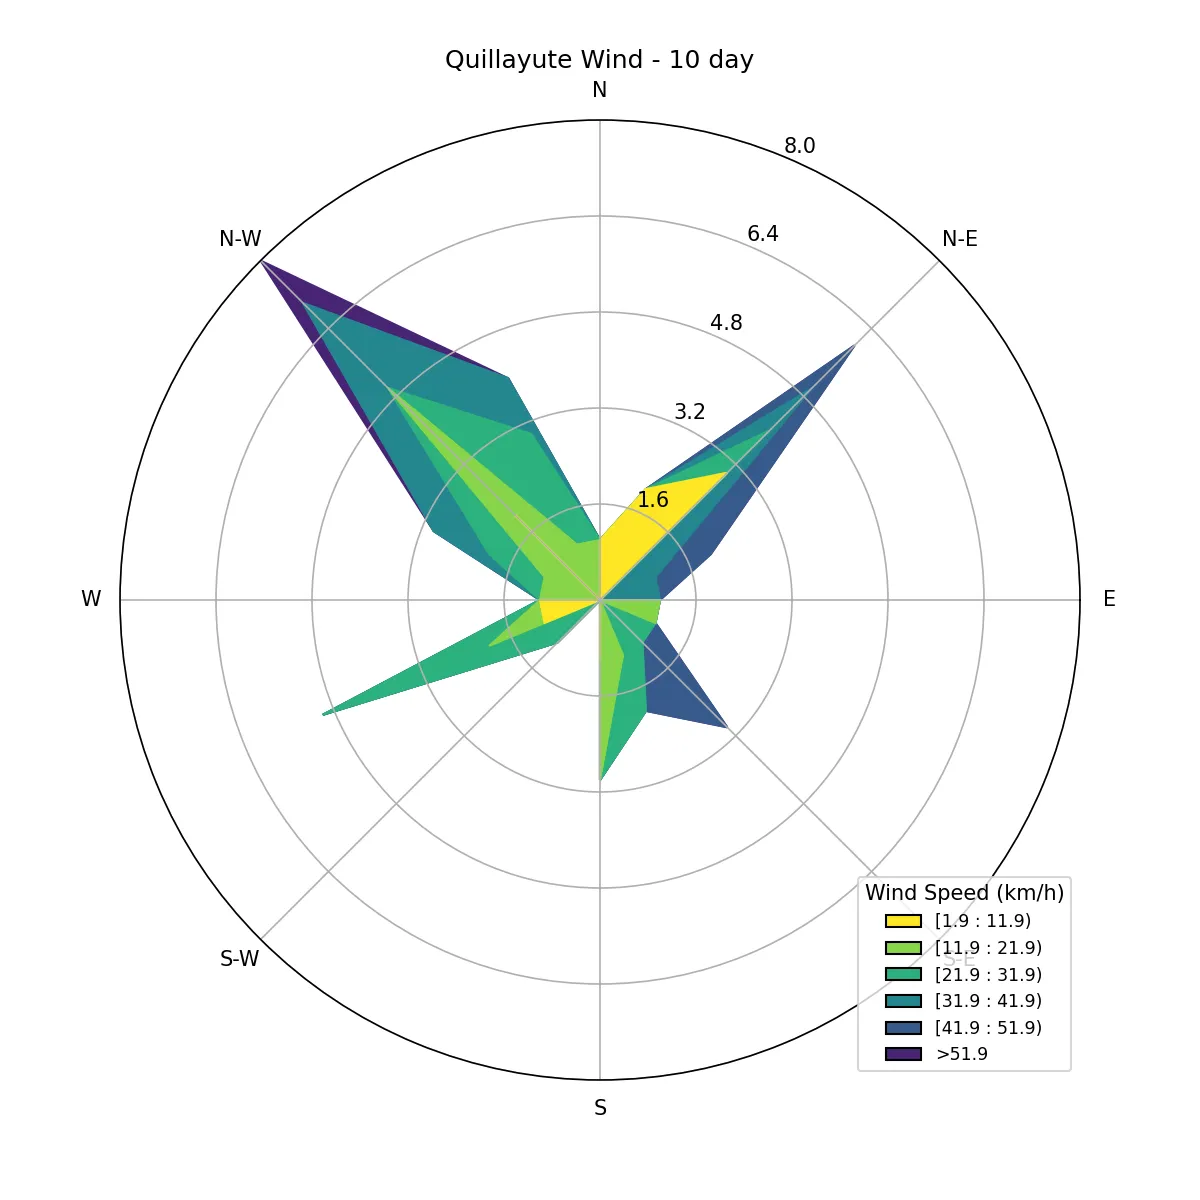 Quillayute Wind - 10 day
N
8.0
N-W
6.4
N-E
4.8
3.2
1.6
W
E
S-W
S-E
S
Wind Speed (km/h)
[1.9 : 11.9)
[11.9 : 21.9)
[21.9 : 31.9)
[31.9 : 41.9)
[41.9 : 51.9)
>51.9